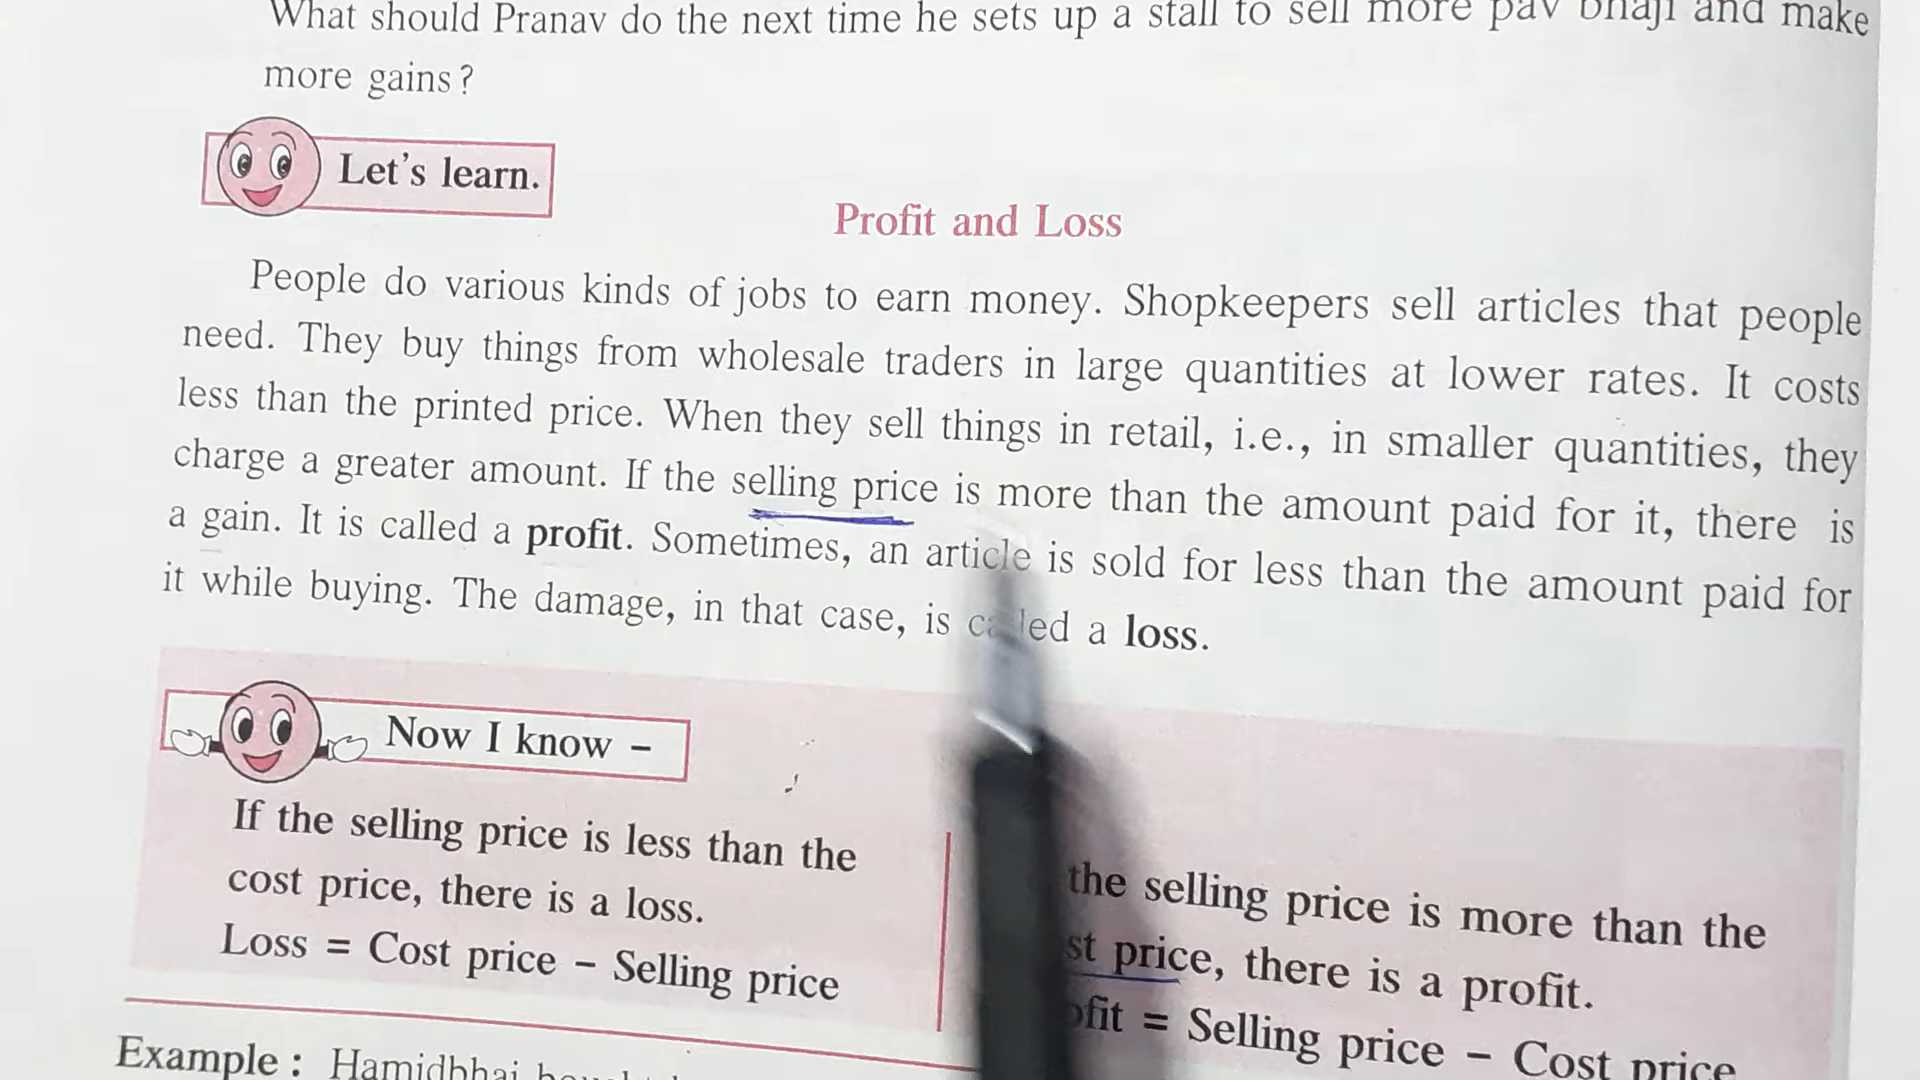 What should Pranav do the next time he sets up a stall to sell more pav bhaji and make
more gains?
Let's learn.
Profit and Loss
People do various kinds of jobs to earn money. Shopkeepers sell articles that people
need. They buy things from wholesale traders in large quantities at lower rates. It costs
less than the printed price. When they sell things in retail, i.e., in smaller quantities, they
charge a greater amount. If the selling price is more than the amount paid for it, there is
a gain. It is called a profit. Sometimes, an article is sold for less than the amount paid for
it while buying. The damage, in that case, is called a loss.
Now I know –
If the selling price is less than the
cost price, there is a loss.
Loss = Cost price – Selling price
the selling price is more than the
st price, there is a profit.
ofit = Selling price – Cost price
Example : Hamidbhai bought